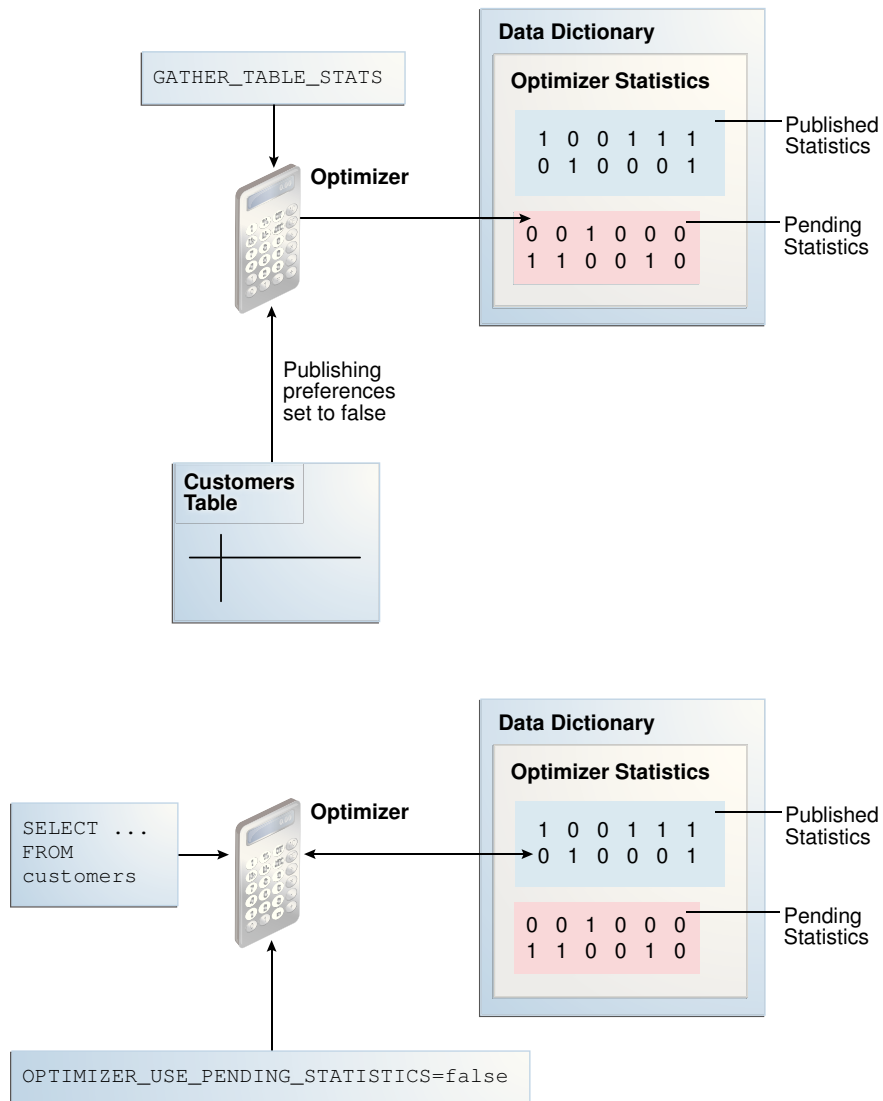 Data Dictionary
GATHER_TABLE_STATS
Optimizer Statistics
1 0 0 1 1 1
0 1 0 0 0 1
Published
Statistics
Optimizer
0 0 1 0 0 0
1 1 0 0 1 0
Pending
Statistics
Publishing
preferences
set to false
Customers
Table
Data Dictionary
Optimizer Statistics
Optimizer
1 0 0 1 1 1
0 1 0 0 0 1
Published
Statistics
SELECT ...
FROM
customers
0 0 1 0 0 0
1 1 0 0 1 0
Pending
Statistics
OPTIMIZER_USE_PENDING_STATISTICS=false